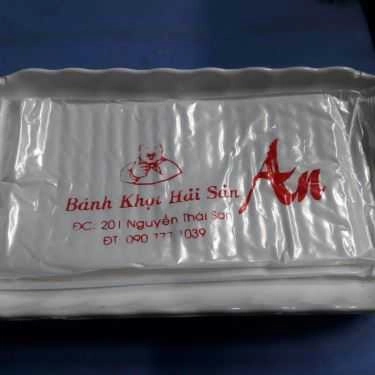 Bánh Khọt Hải Sản An
ĐC: 201 Nguyễn Thái Sơn
ĐT: 090 777 1039